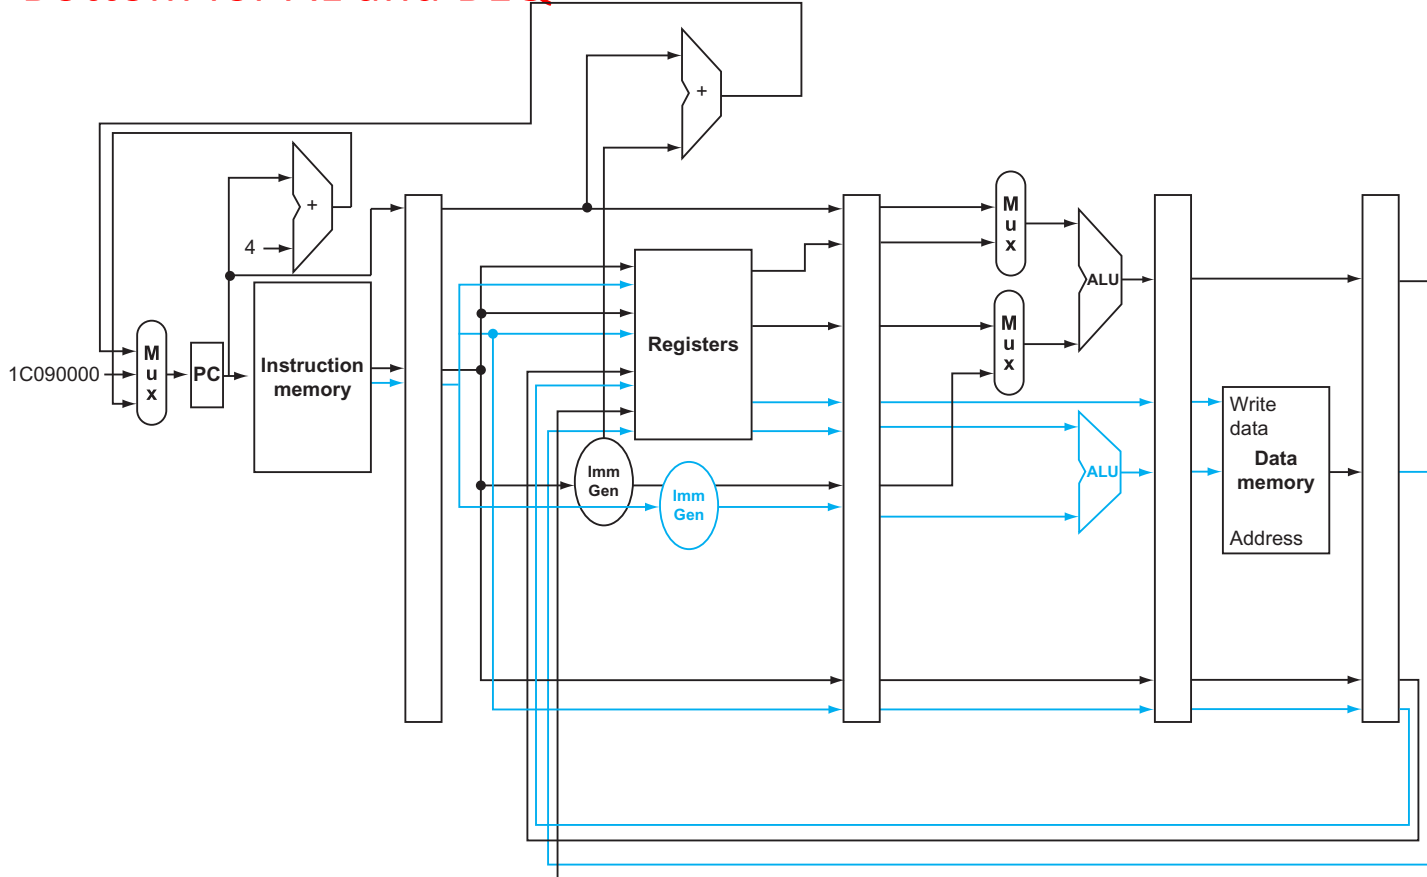 +
+
4
M
u
x
1C090000
PC
Instruction
memory
Registers
Imm
Gen
Imm
Gen
M
u
x
M
u
x
ALU
ALU
Write
data
Data
memory
Address